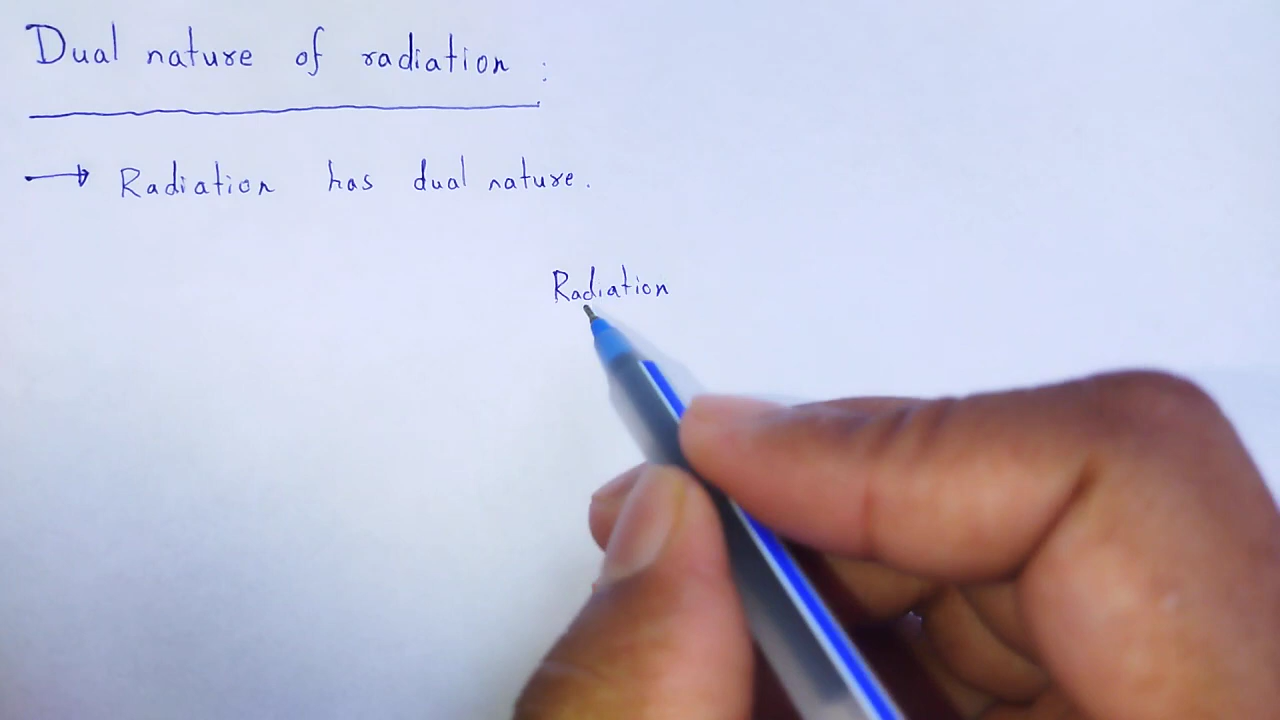 Dual nature of radiation :
→ Radiation has dual nature.
Radiation